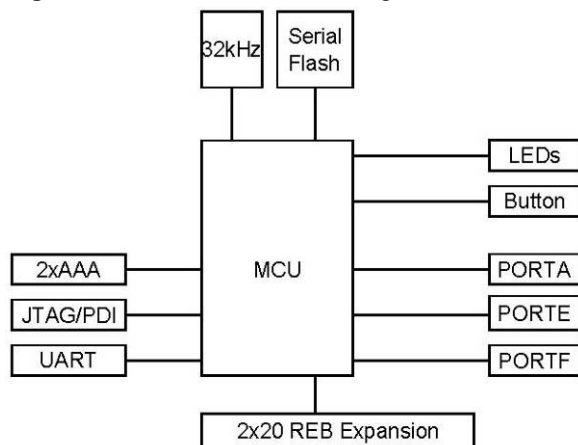 32kHz
Serial
Flash
LEDs
Button
2xAAA
MCU
PORTA
JTAG/PDI
PORTE
UART
PORTF
2x20 REB Expansion